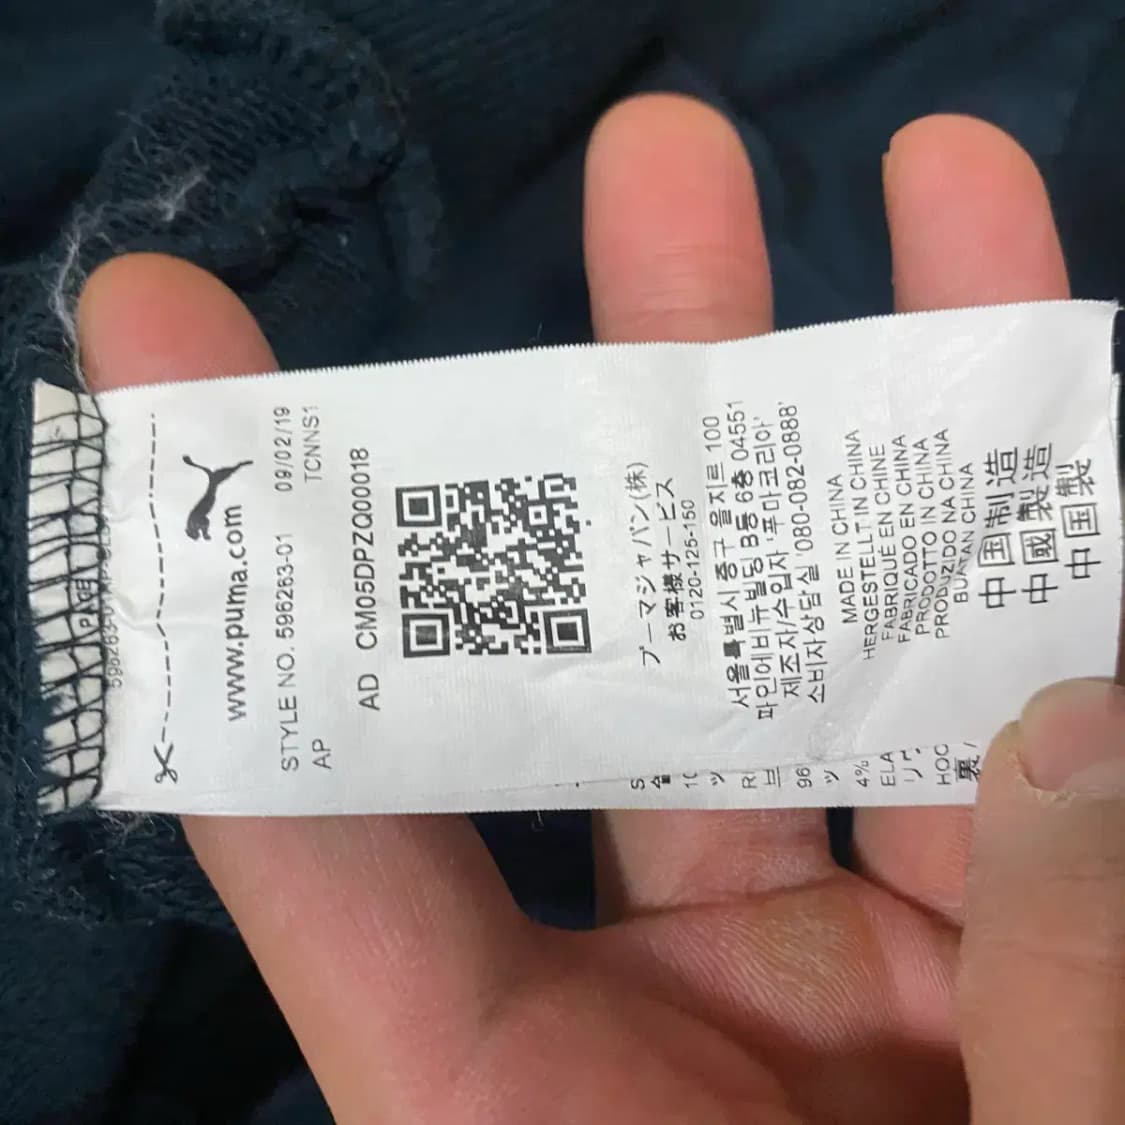 www.puma.com
STYLE NO. 596263-01 09/02/19
AP TCNNS1
AD CM05DPZQ00018
プーマジャパン(株)
お客様サービス
0120-125-150
서울특별시 중구 을지로 100
파인에비뉴빌딩 B동 6층 04551
제조자/수입자 '푸마코리아'
소비자상담실 '080-082-0888'
MADE IN CHINA
HERGESTELLT IN CHINA
FABRIQUÉ EN CHINE
FABRICADO EN CHINA
PRODOTTO IN CHINA
PRODUZIDO NA CHINA
BUATAN CHINA
中国制造
中國製造
中国製